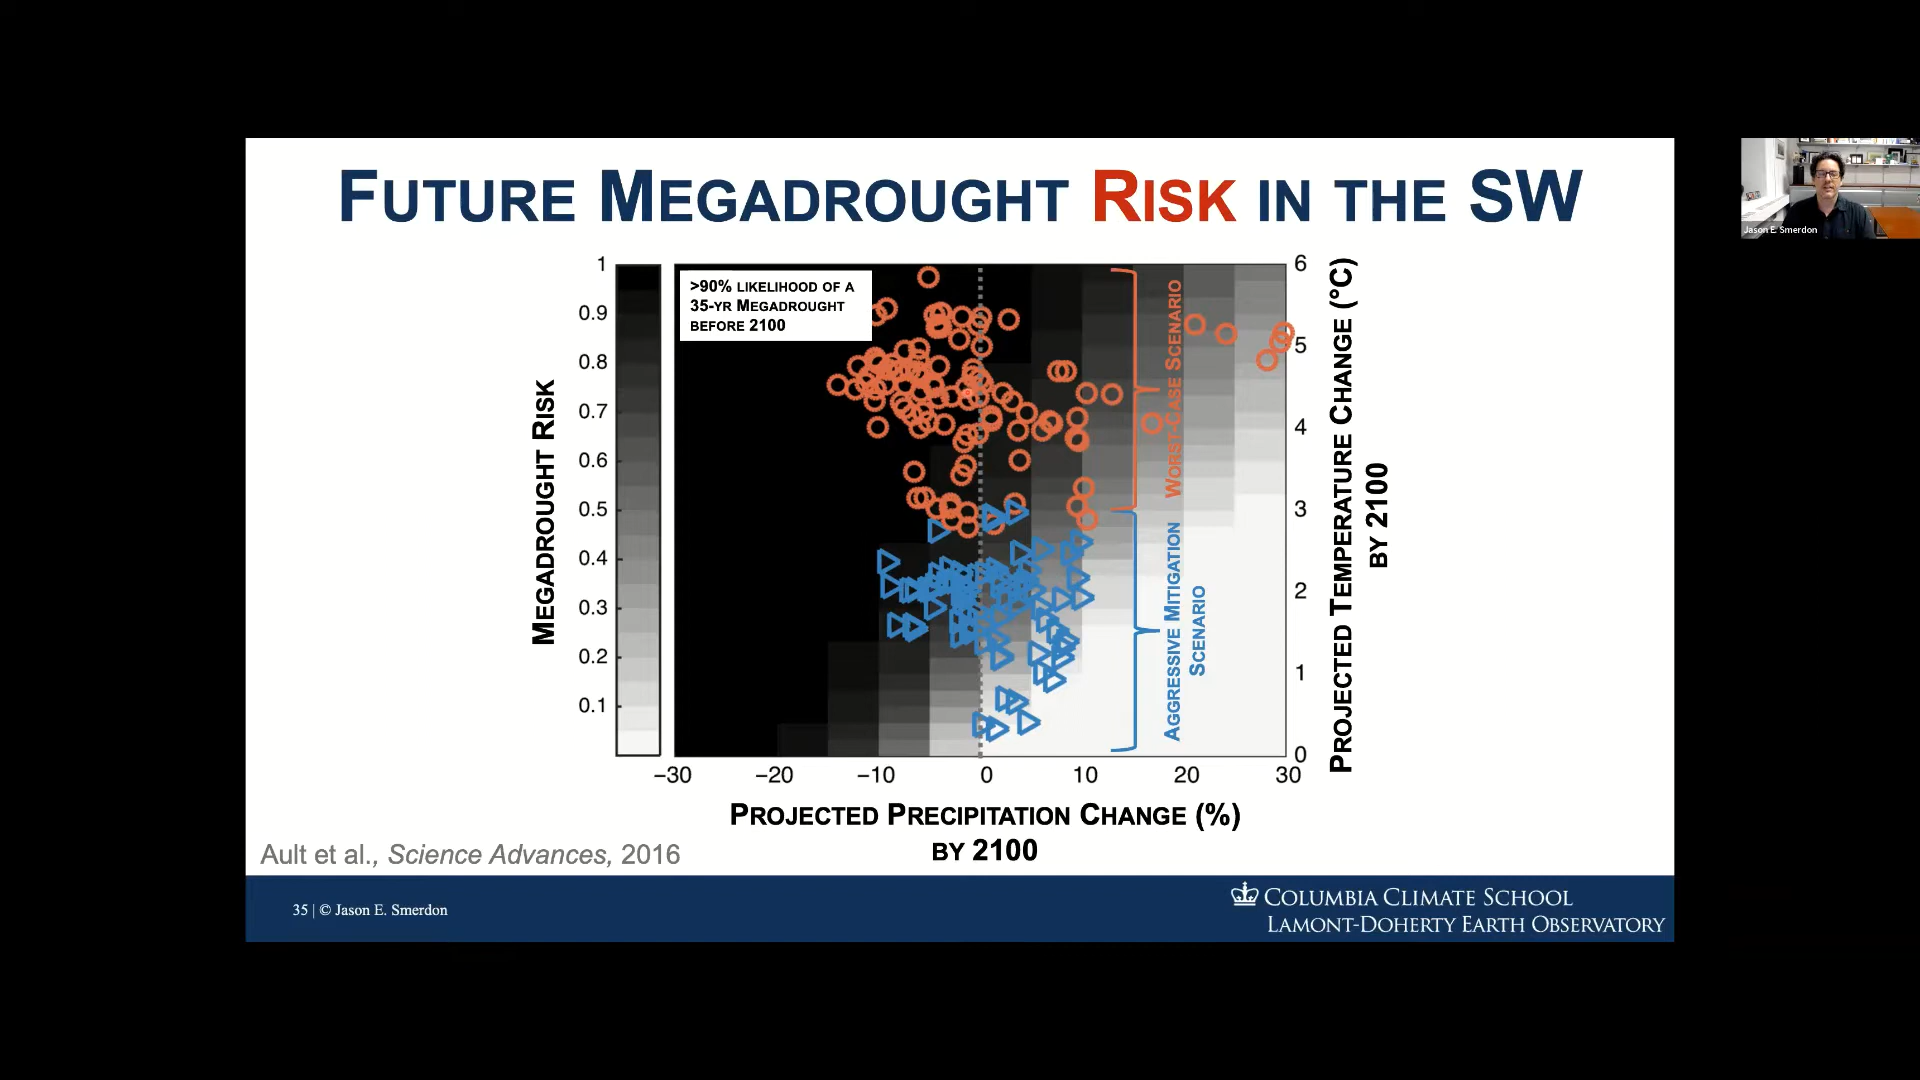 FUTURE MEGADROUGHT RISK IN THE SW
Jason E. Smerdon
1
0.9
0.8
0.7
0.6
0.5
0.4
0.3
0.2
0.1
MEGADROUGHT RISK
>90% LIKELIHOOD OF A
35-YR MEGADROUGHT
BEFORE 2100
WORST-CASE SCENARIO
AGGRESSIVE MITIGATION
SCENARIO
6
5
4
3
2
1
0
PROJECTED TEMPERATURE CHANGE (°C)
BY 2100
−30 −20 −10 0 10 20 30
PROJECTED PRECIPITATION CHANGE (%)
BY 2100
Ault et al., Science Advances, 2016
35 | © Jason E. Smerdon
COLUMBIA CLIMATE SCHOOL
LAMONT-DOHERTY EARTH OBSERVATORY